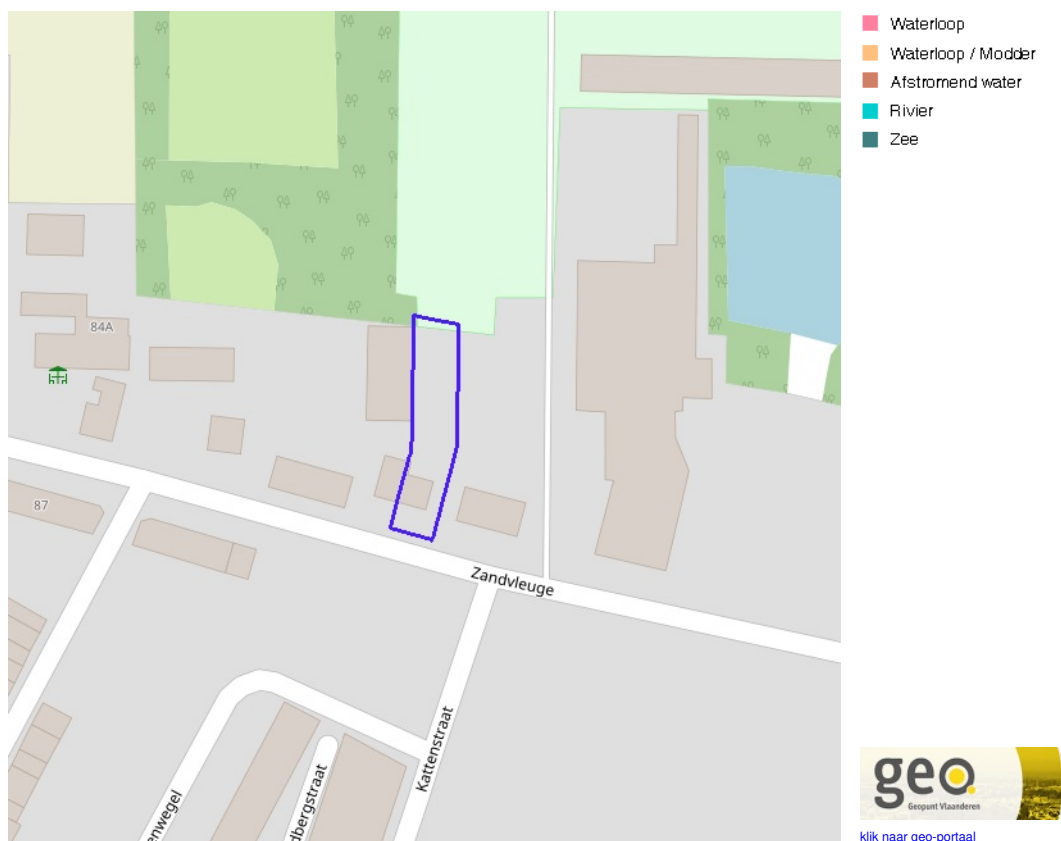 Waterloop
Waterloop / Modder
Afstromend water
Rivier
Zee
84A
87
Zandvleuge
Kattenstraat
geo
Geopunt Vlaanderen
klik naar geo-portaal